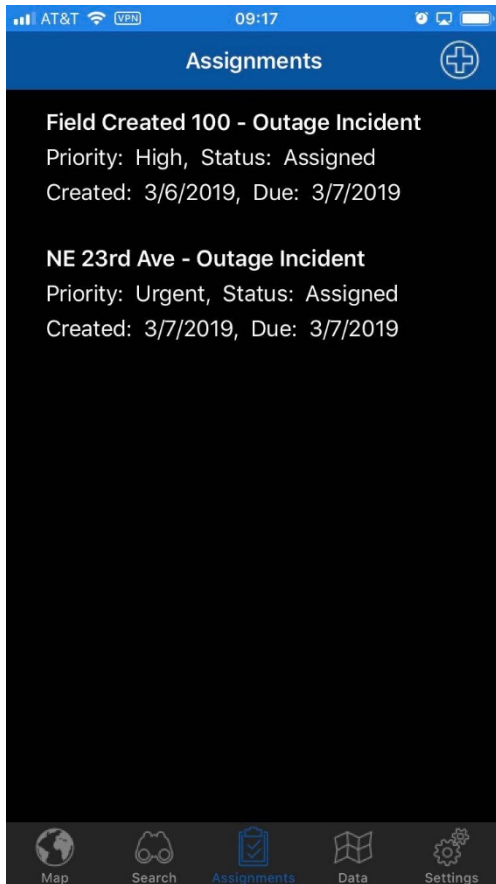 AT&T VPN 09:17
Assignments
Field Created 100 - Outage Incident
Priority: High, Status: Assigned
Created: 3/6/2019, Due: 3/7/2019
NE 23rd Ave - Outage Incident
Priority: Urgent, Status: Assigned
Created: 3/7/2019, Due: 3/7/2019
Map Search Assignments Data Settings